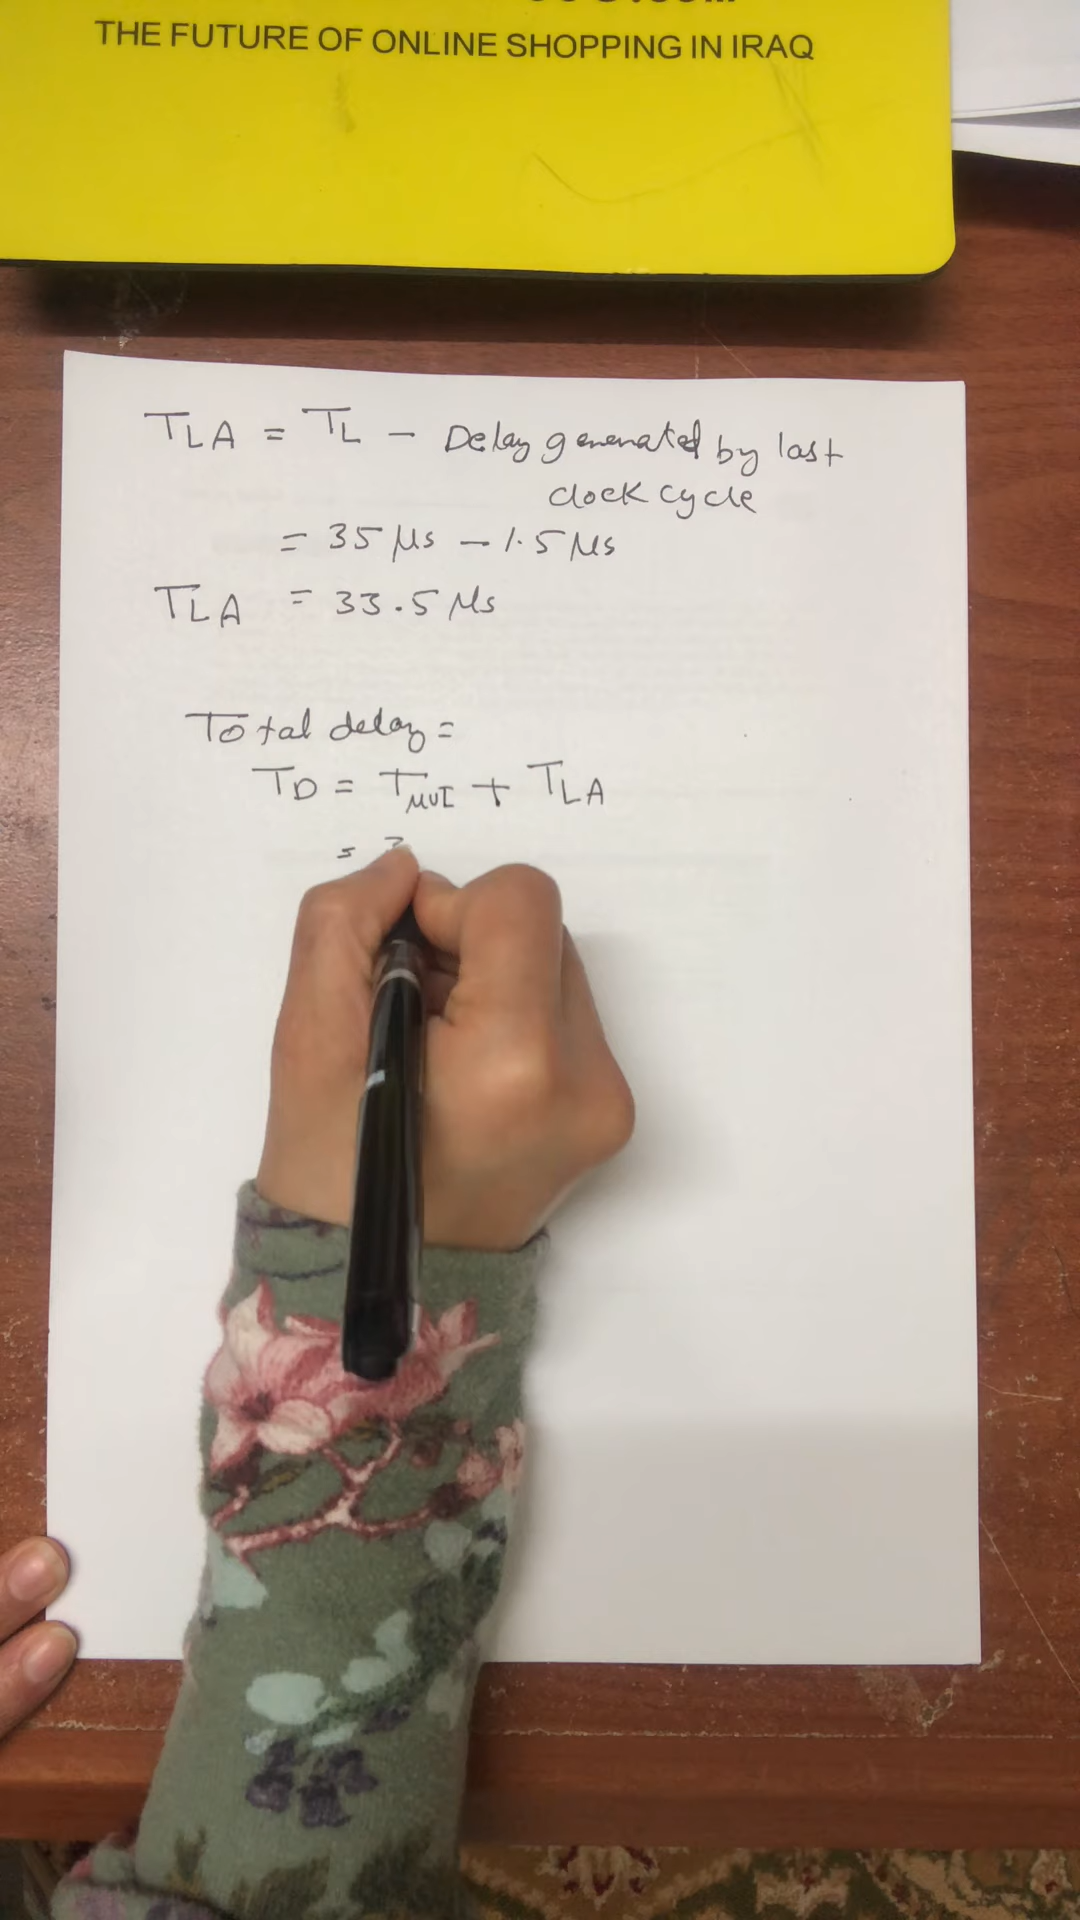 THE FUTURE OF ONLINE SHOPPING IN IRAQ
TLA = TL - Delay generated by last
clock cycle
= 35 μs - 1.5 μs
TLA = 33.5 μs
Total delay =
TD = TMVI + TLA
=